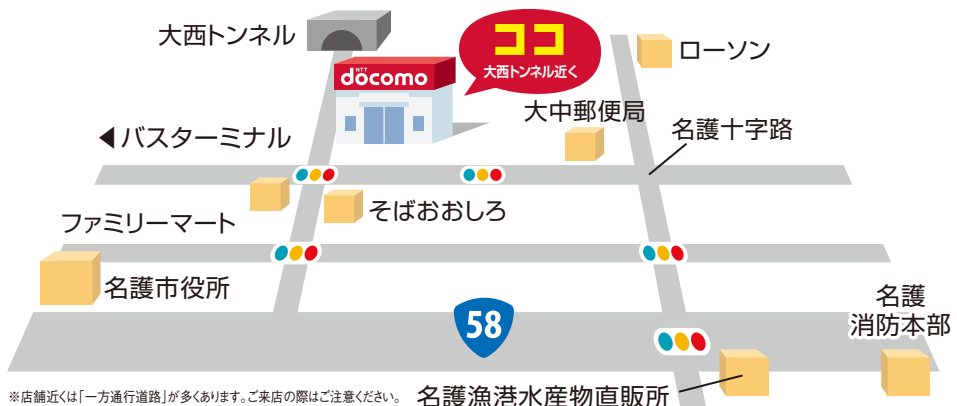 大西トンネル
ココ
大西トンネル近く
ローソン
NTT
docomo
大中郵便局
名護十字路
◀バスターミナル
そばおおしろ
ファミリーマート
名護市役所
58
名護
消防本部
名護漁港水産物直販所
※店舗近くは「一方通行道路」が多くあります。ご来店の際はご注意ください。